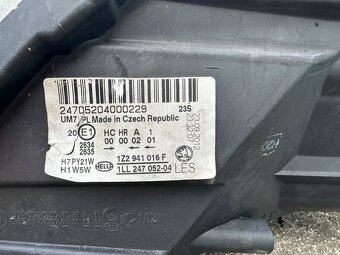 24705204000229
UM7 PL Made in Czech Republic 23S
20 E1 HC HR A 1
00 00 02 01
2634
2635
H7PY21W 1Z2 941 016 F
H1W5W HELLA 1LL 247 052-04 LES
H20